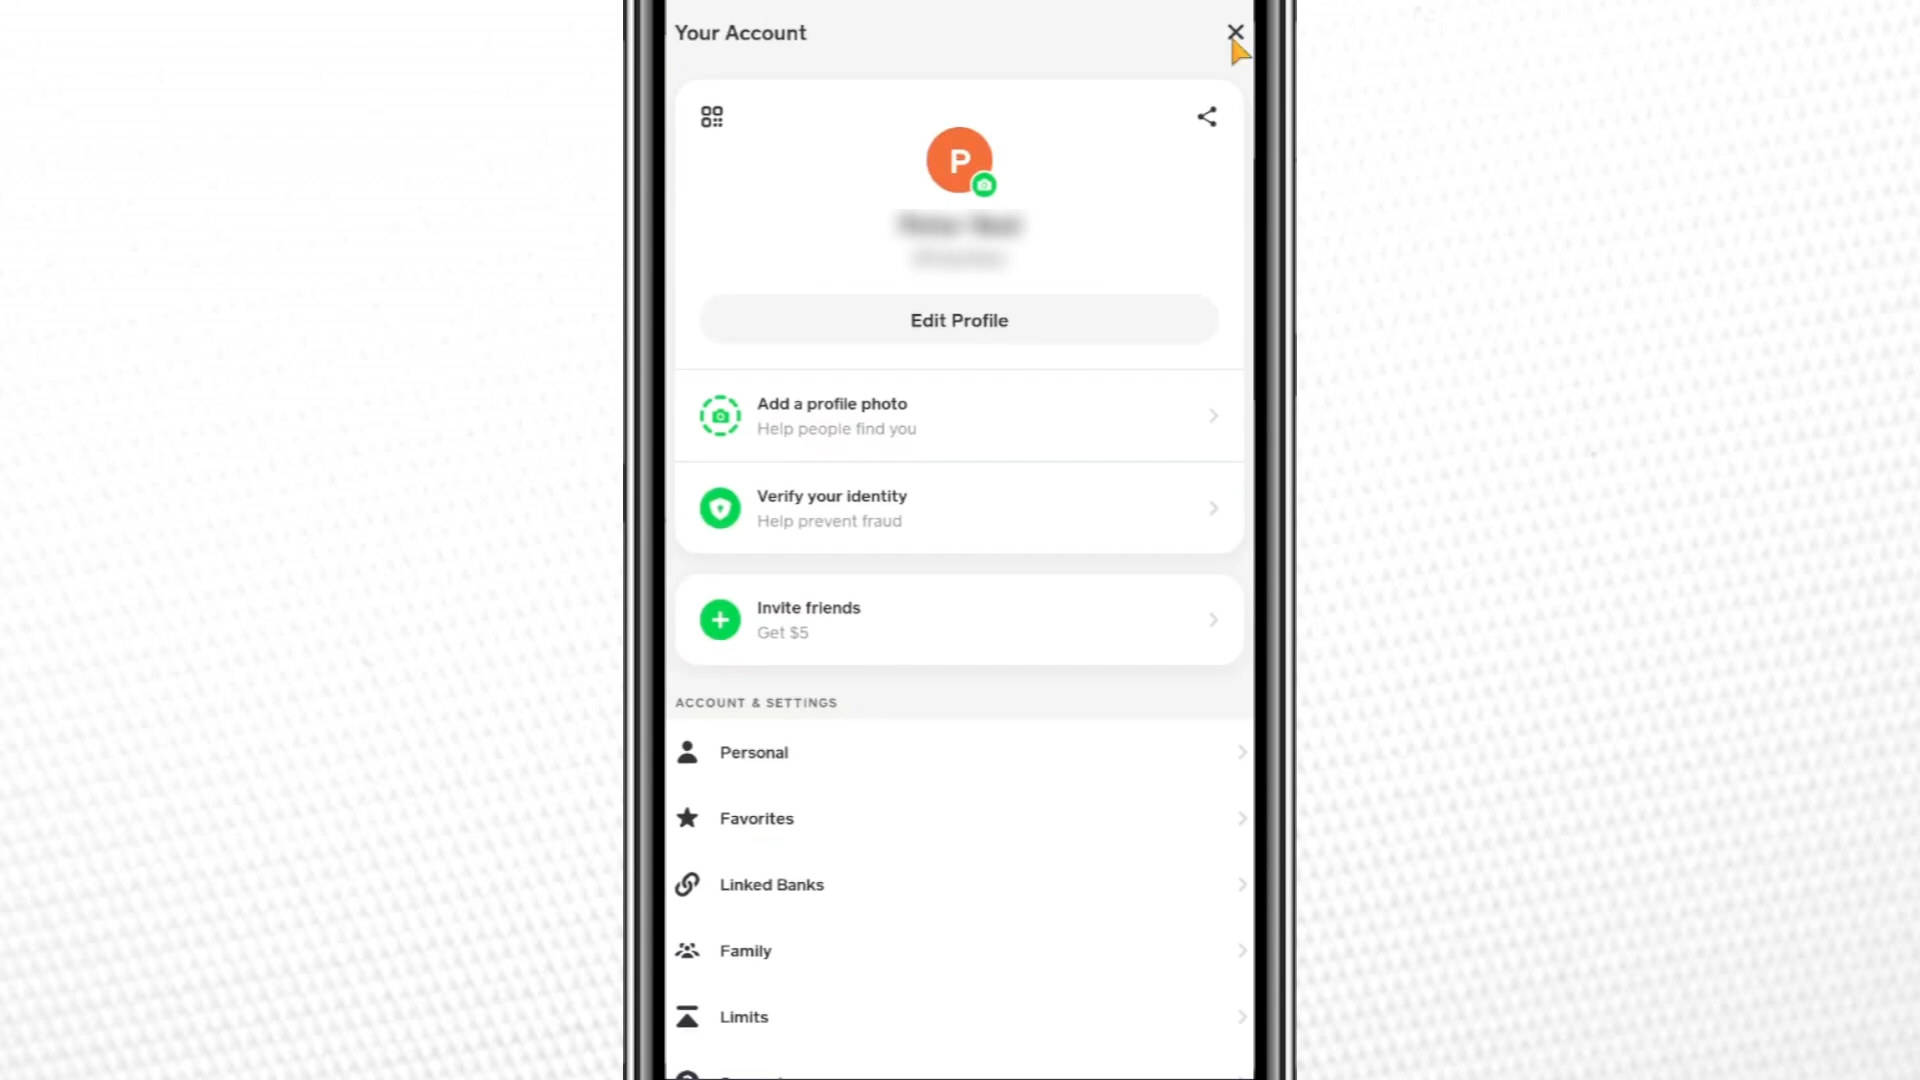 Your Account
P
Edit Profile
Add a profile photo
Help people find you
Verify your identity
Help prevent fraud
Invite friends
Get $5
ACCOUNT & SETTINGS
Personal
Favorites
Linked Banks
Family
Limits